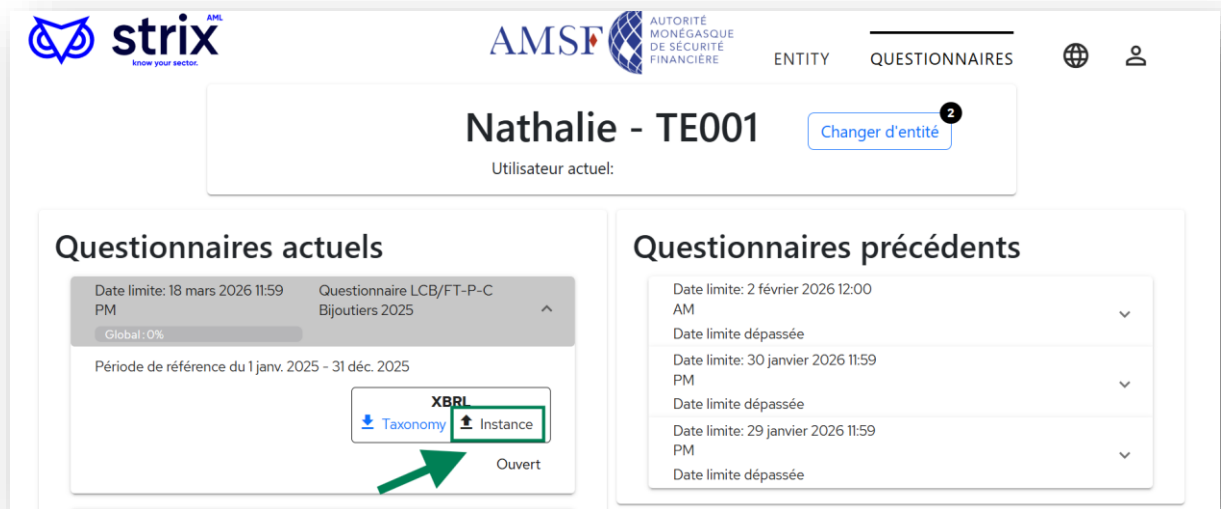 strix AML
know your sector.
AMSF
AUTORITÉ
MONÉGASQUE
DE SÉCURITÉ
FINANCIÈRE
ENTITY
QUESTIONNAIRES
Nathalie - TE001
Changer d'entité
2
Utilisateur actuel:
Questionnaires actuels
Date limite: 18 mars 2026 11:59
PM
Questionnaire LCB/FT-P-C
Bijoutiers 2025
Global : 0%
Période de référence du 1 janv. 2025 - 31 déc. 2025
XBRL
Taxonomy
Instance
Ouvert
Questionnaires précédents
Date limite: 2 février 2026 12:00
AM
Date limite dépassée
Date limite: 30 janvier 2026 11:59
PM
Date limite dépassée
Date limite: 29 janvier 2026 11:59
PM
Date limite dépassée